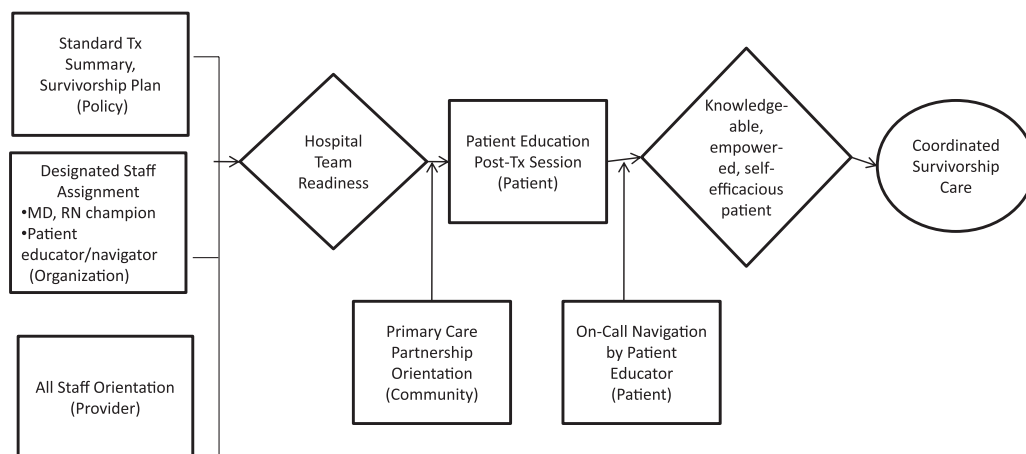 Standard Tx
Summary,
Survivorship Plan
(Policy)
Designated Staff
Assignment
•MD, RN champion
•Patient
educator/navigator
(Organization)
All Staff Orientation
(Provider)
Hospital
Team
Readiness
Primary Care
Partnership
Orientation
(Community)
Patient Education
Post-Tx Session
(Patient)
On-Call Navigation
by Patient
Educator
(Patient)
Knowledge-
able,
empower-
ed, self-
efficacious
patient
Coordinated
Survivorship
Care